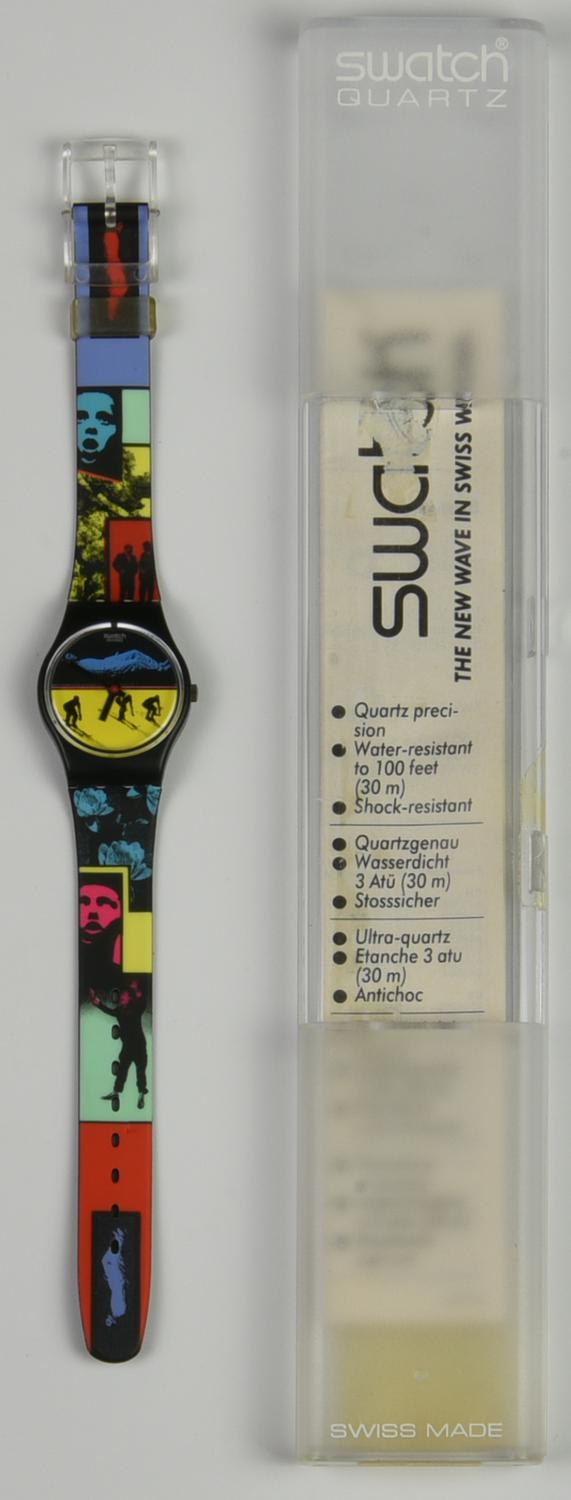 swatch®
QUARTZ
swatch
THE NEW WAVE IN SWISS
● Quartz preci-
sion
● Water-resistant
to 100 feet
(30 m)
● Shock-resistant
● Quartzgenau
● Wasserdicht
3 Atü (30 m)
● Stosssicher
● Ultra-quartz
● Etanche 3 atu
(30 m)
● Antichoc
SWISS MADE
swatch